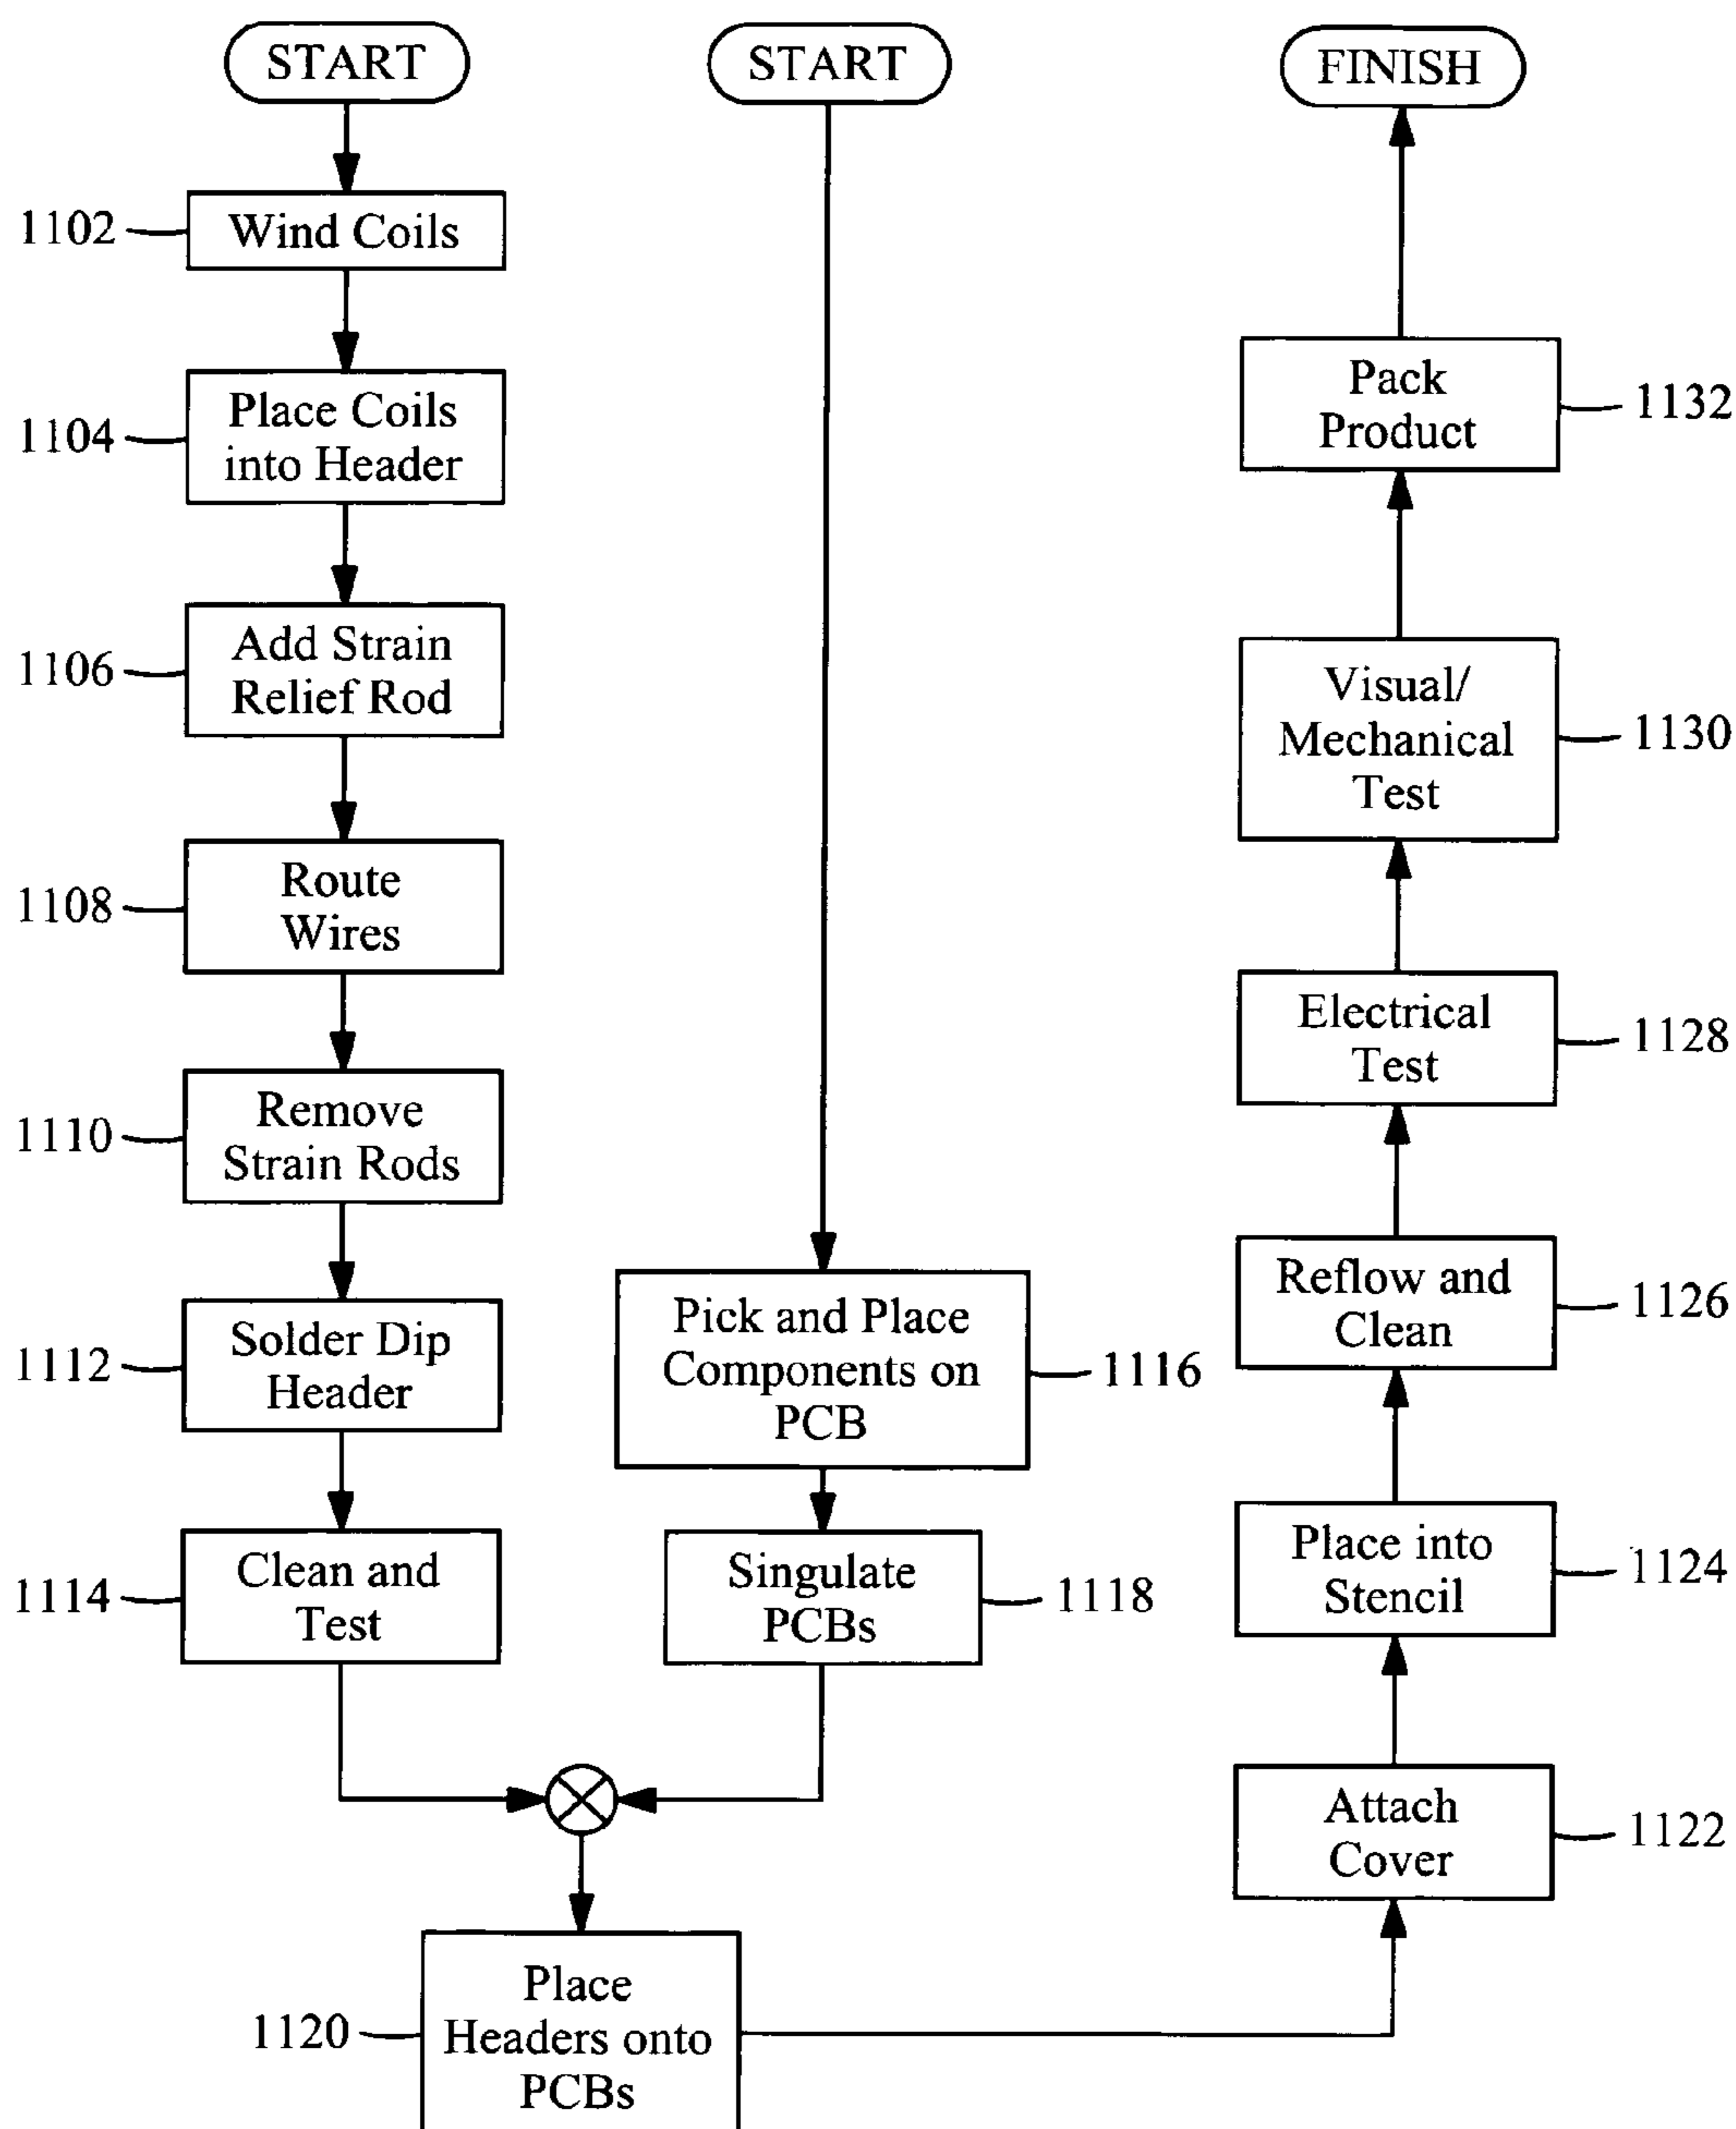 START
1102
Wind Coils
1104
Place Coils
into Header
1106
Add Strain
Relief Rod
1108
Route
Wires
1110
Remove
Strain Rods
1112
Solder Dip
Header
1114
Clean and
Test
START
Pick and Place
Components on
PCB
1116
Singulate
PCBs
1118
1120
Place
Headers onto
PCBs
FINISH
Pack
Product
1132
Visual/
Mechanical
Test
1130
Electrical
Test
1128
Reflow and
Clean
1126
Place into
Stencil
1124
Attach
Cover
1122